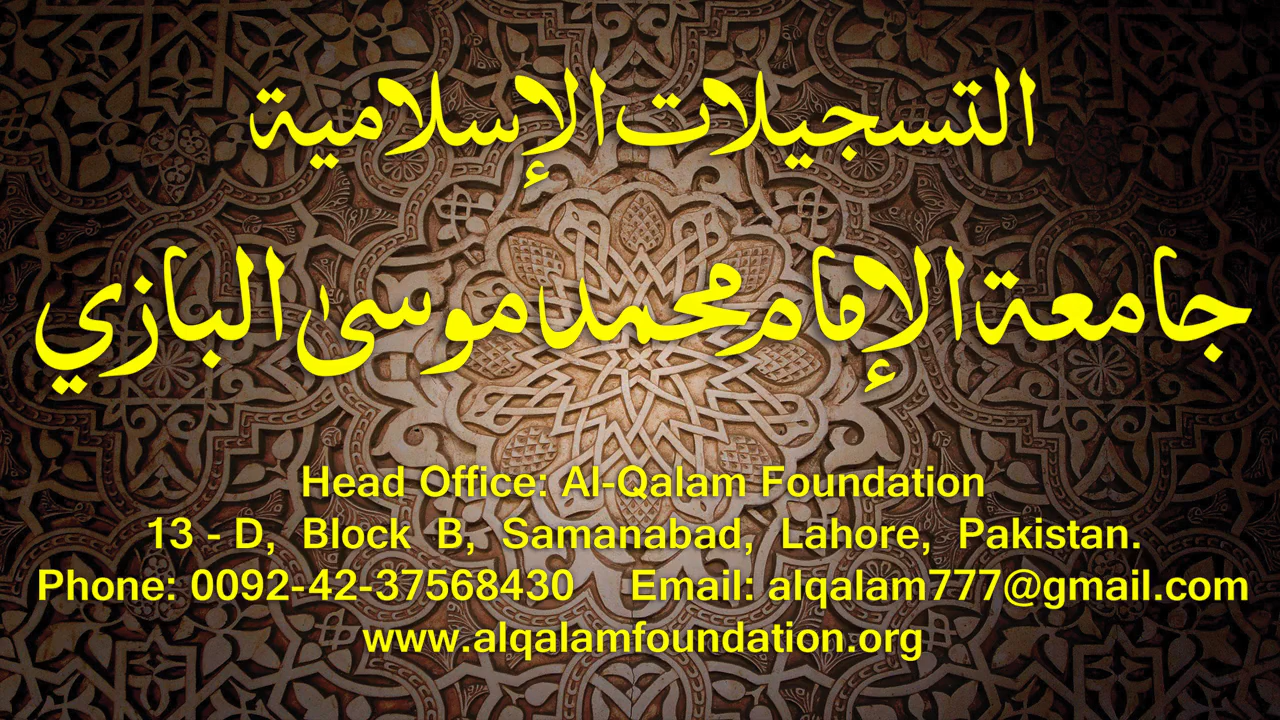 التسجيلات الإسلامية
جامعة الإمام محمد موسى البازي
Head Office: Al-Qalam Foundation
13 - D, Block B, Samanabad, Lahore, Pakistan.
Phone: 0092-42-37568430 Email: alqalam777@gmail.com
www.alqalamfoundation.org